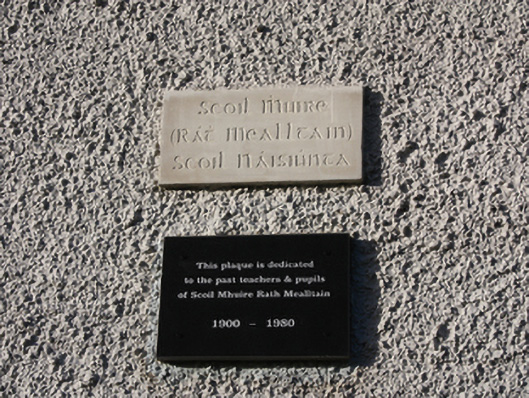 Scoil Ṁuire
(Ráṫ Mealltain)
Scoil Náisiúnta
This plaque is dedicated
to the past teachers & pupils
of Scoil Mhuire Rath Mealltain
1900 - 1980